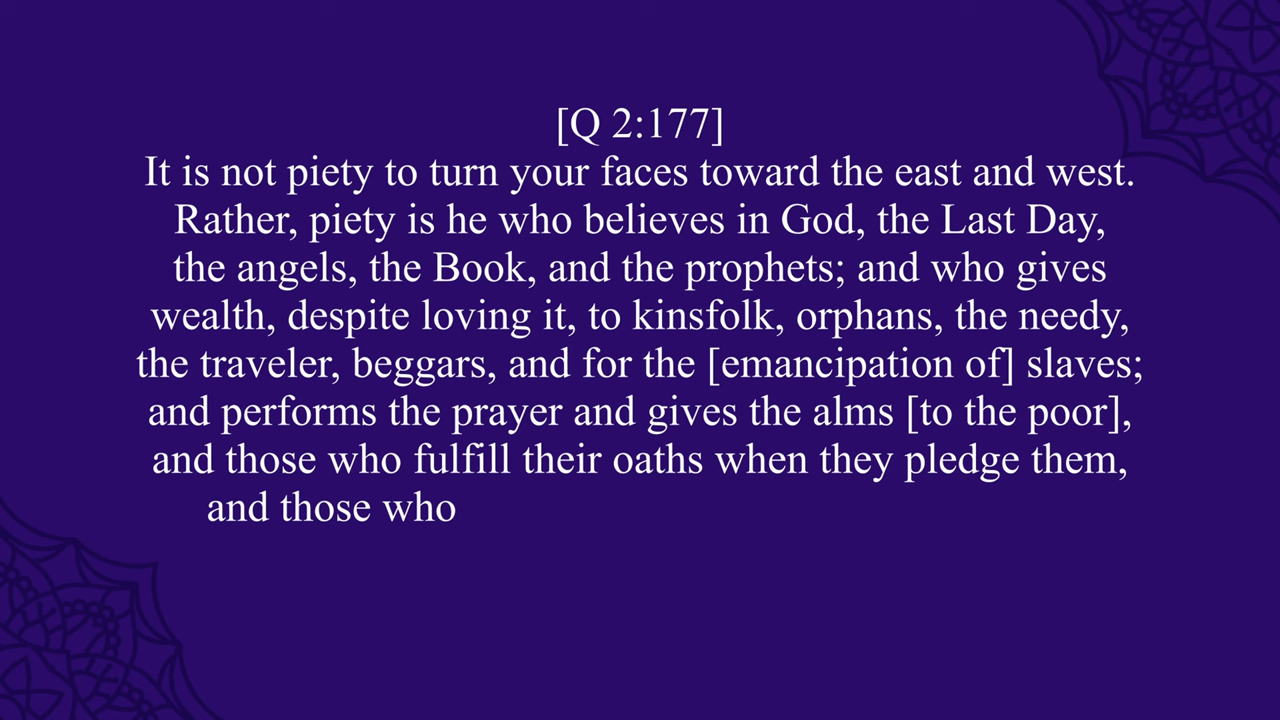 [Q 2:177]
It is not piety to turn your faces toward the east and west.
Rather, piety is he who believes in God, the Last Day,
the angels, the Book, and the prophets; and who gives
wealth, despite loving it, to kinsfolk, orphans, the needy,
the traveler, beggars, and for the [emancipation of] slaves;
and performs the prayer and gives the alms [to the poor],
and those who fulfill their oaths when they pledge them,
and those who